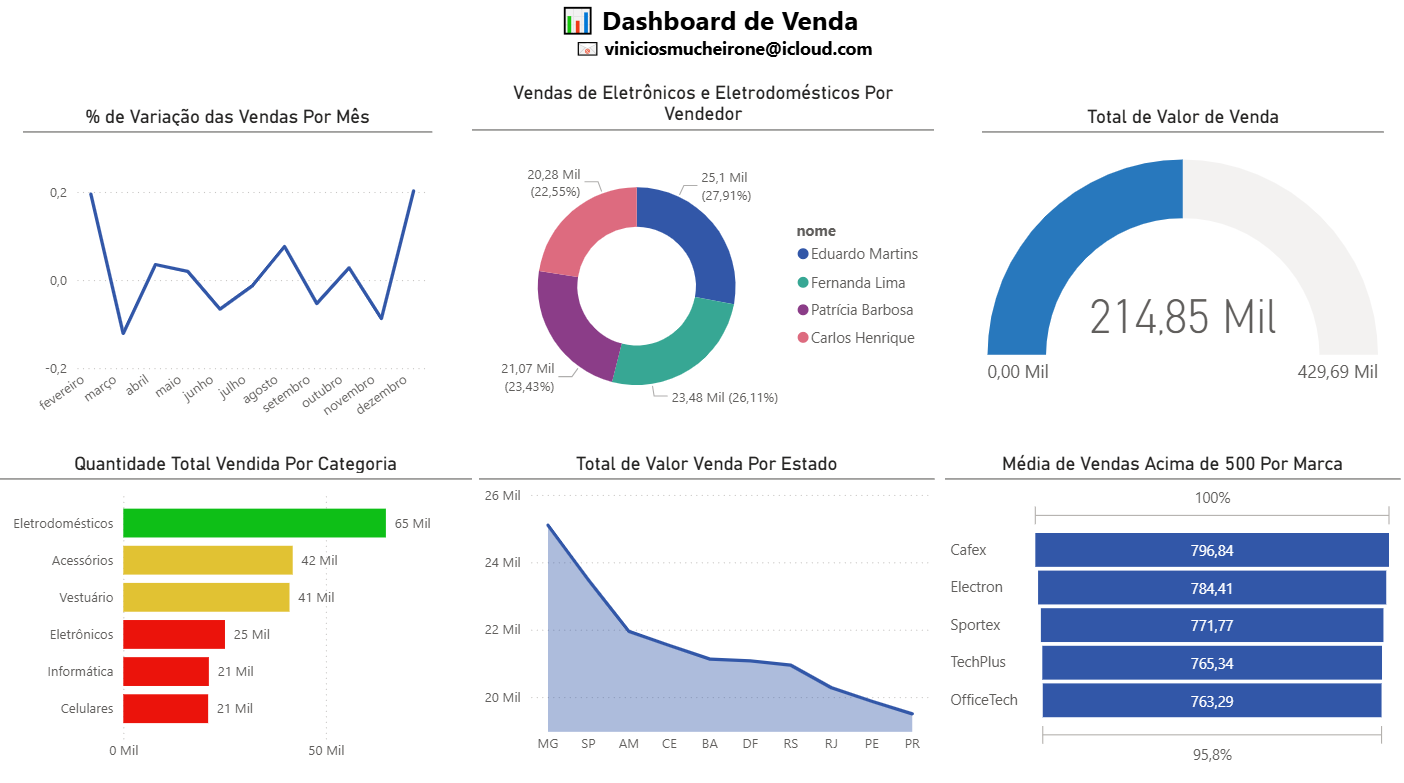 Dashboard de Venda
viniciosmucheirone@icloud.com
% de Variação das Vendas Por Mês
0,2
0,0
-0,2
fevereiro
março
abril
maio
junho
julho
agosto
setembro
outubro
novembro
dezembro
Vendas de Eletrônicos e Eletrodomésticos Por
Vendedor
20,28 Mil
(22,55%)
25,1 Mil
(27,91%)
21,07 Mil
(23,43%)
23,48 Mil (26,11%)
nome
Eduardo Martins
Fernanda Lima
Patrícia Barbosa
Carlos Henrique
Total de Valor de Venda
214,85 Mil
0,00 Mil
429,69 Mil
Quantidade Total Vendida Por Categoria
Eletrodomésticos
65 Mil
Acessórios
42 Mil
Vestuário
41 Mil
Eletrônicos
25 Mil
Informática
21 Mil
Celulares
21 Mil
0 Mil
50 Mil
Total de Valor Venda Por Estado
26 Mil
24 Mil
22 Mil
20 Mil
MG
SP
AM
CE
BA
DF
RS
RJ
PE
PR
Média de Vendas Acima de 500 Por Marca
100%
Cafex
796,84
Electron
784,41
Sportex
771,77
TechPlus
765,34
OfficeTech
763,29
95,8%